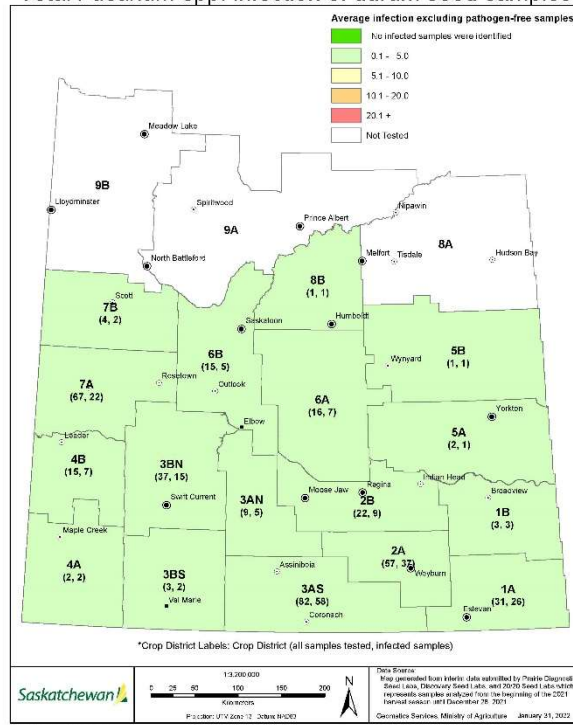 Total Fusarium spp. infection of durum seed samples
Average infection excluding pathogen-free samples
No infected samples were identified
0.1 - 5.0
5.1 - 10.0
10.1 - 20.0
20.1 +
Not Tested
Meadow Lake
9B
Lloydminster
Spiritwood
9A
Prince Albert
Nipawin
North Battleford
Melfort
Tisdale
8A
Hudson Bay
Scott
7B
(4, 2)
8B
(1, 1)
Humboldt
Saskatoon
6B
(15, 5)
Outlook
Wynyard
5B
(1, 1)
7A
(67, 22)
Rosetown
6A
(16, 7)
Yorkton
5A
(2, 1)
Elbow
Leader
4B
(15, 7)
3BN
(37, 15)
Swift Current
3AN
(9, 5)
Moose Jaw
Regina
2B
(22, 9)
Indian Head
Broadview
1B
(3, 3)
Maple Creek
4A
(2, 2)
3BS
(3, 2)
Val Marie
Assiniboia
3AS
(82, 58)
Coronach
2A
(57, 37)
Weyburn
1A
(31, 26)
Estevan
*Crop District Labels: Crop District (all samples tested, infected samples)
Saskatchewan
1:3,200,000
0 25 50 100 150 200
Kilometers
Projection: UTM Zone 13 Datum: NAD83
N
Data Source:
Map generated from interim data submitted by Prairie Diagnostic
Seed Labs, Discovery Seed Labs, and 20/20 Seed Labs which
represents samples analyzed from the beginning of the 2021
harvest season until December 28, 2021
Geomatics Services, Ministry of Agriculture January 31, 2022